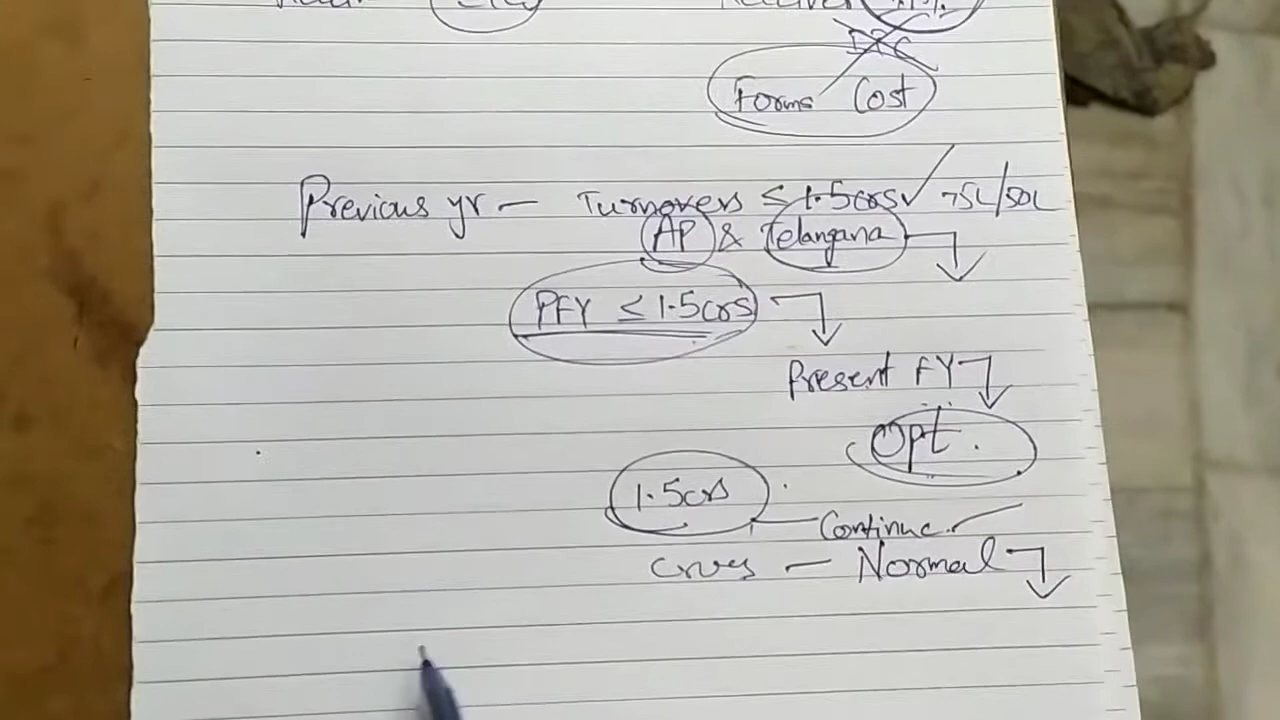 Forms Cost
Previous yr — Turnovers ≤ 1.5crs✓ 75L/50L
AP & Telangana
PFY ≤ 1.5crs
Present FY
Opt.
1.5crs
Continue
— Normal